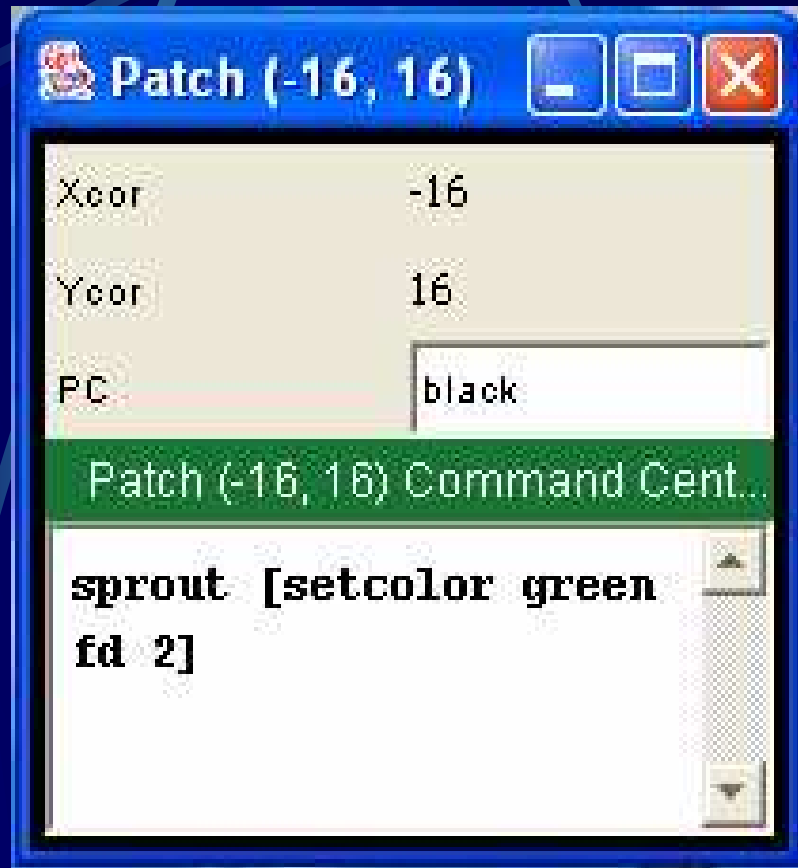 Patch (-16, 16)
Xcor -16
Ycor 16
PC black
Patch (-16, 16) Command Cent...
sprout [setcolor green
fd 2]